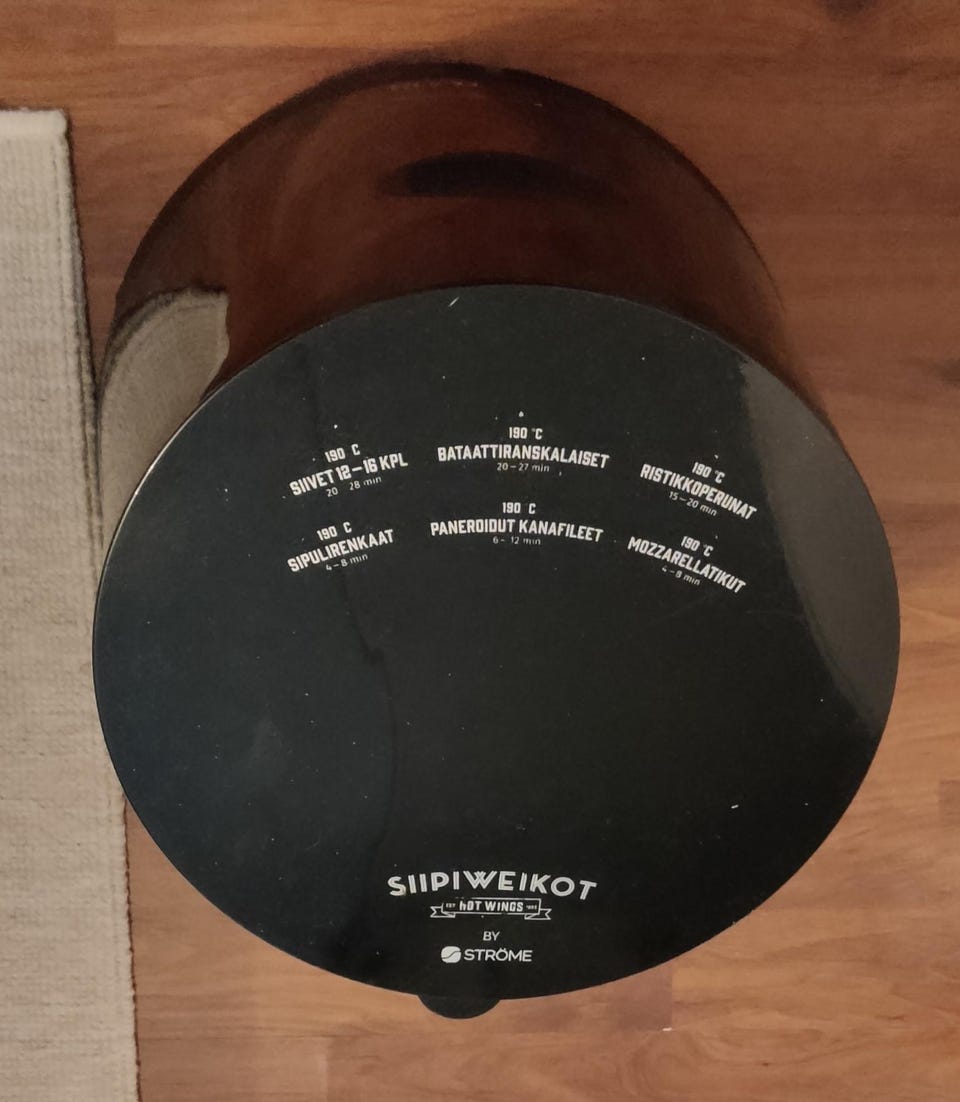 190 °C
SIIVET 12–16 KPL
20 – 28 min
190 °C
BATAATTIRANSKALAISET
20 – 27 min
190 °C
RISTIKKOPERUNAT
15 – 20 min
190 °C
SIPULIRENKAAT
4 – 8 min
190 °C
PANEROIDUT KANAFILEET
6 – 12 min
190 °C
MOZZARELLATIKUT
4 – 8 min
SIIPIWEIKOT
EST HOT WINGS
BY
STRÖME